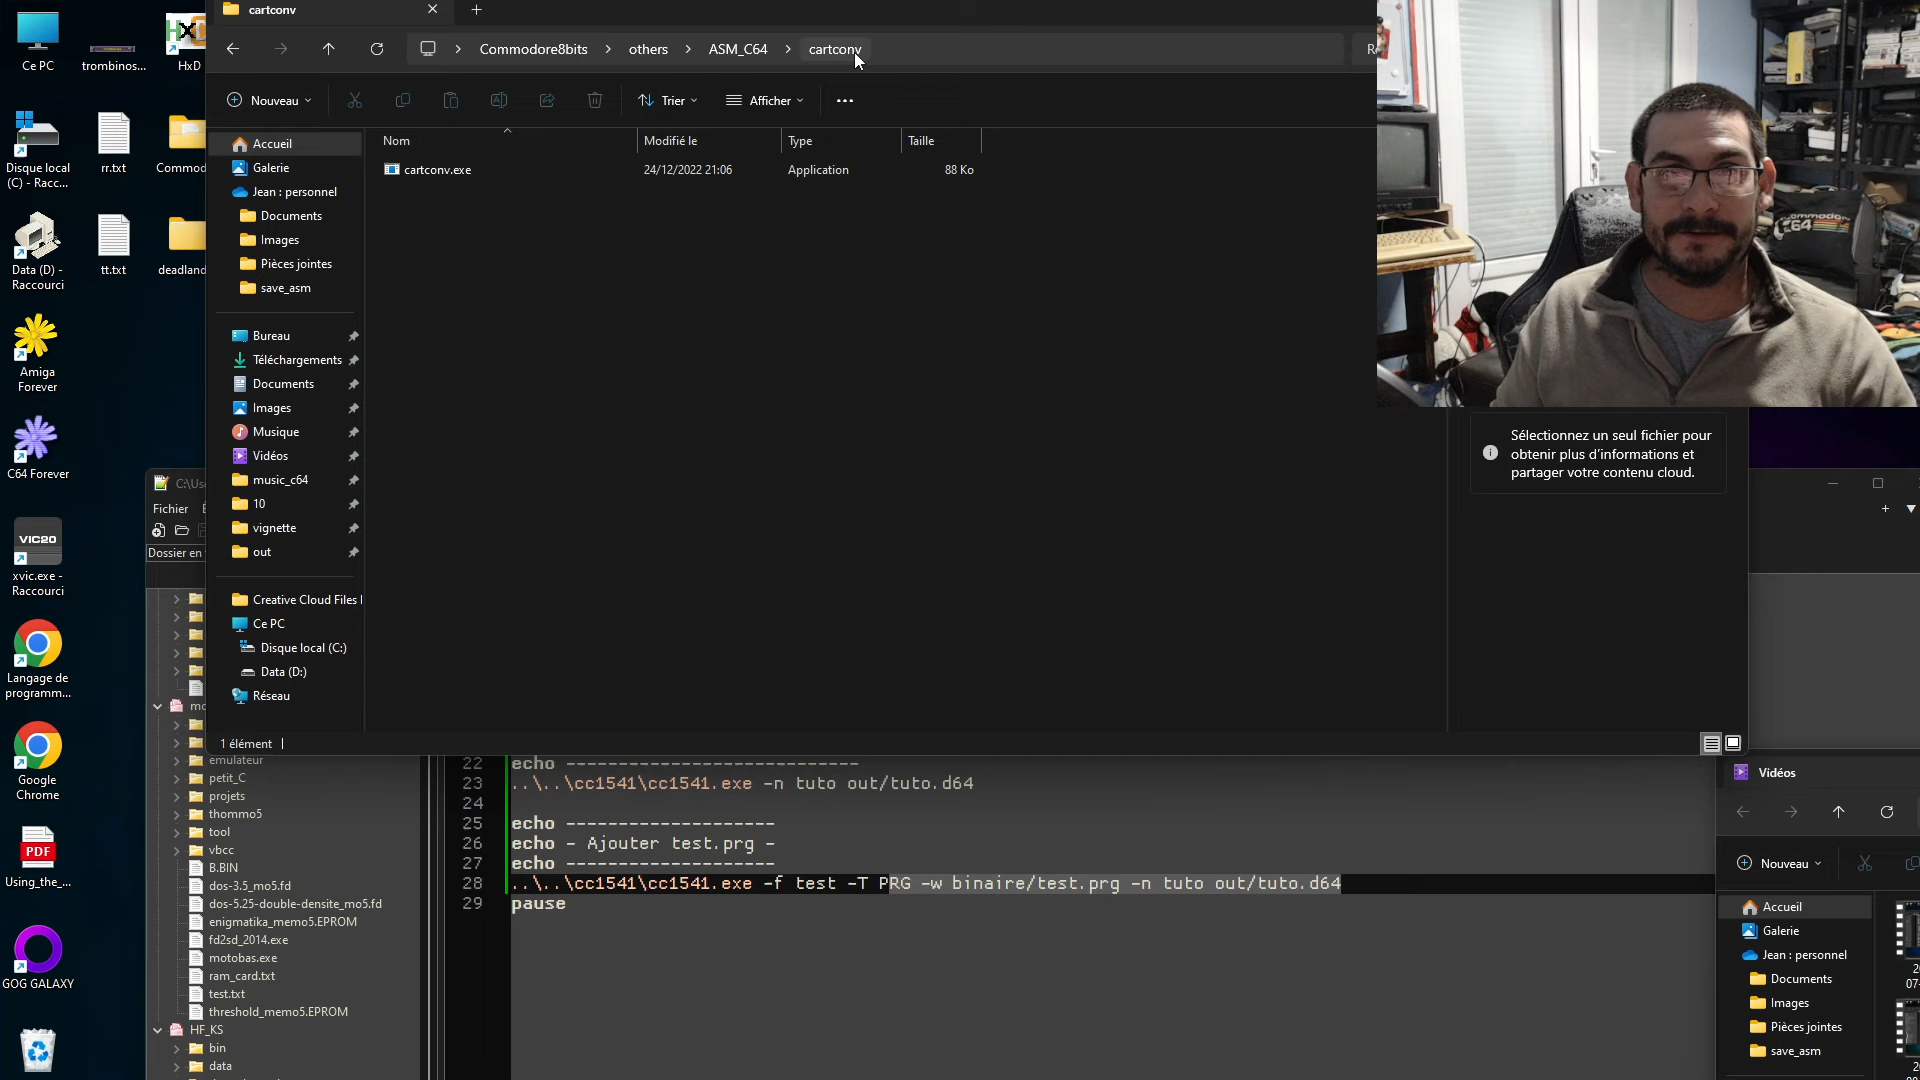 Ce PC
trombinos...
HxD
Disque local
(C) - Racc...
rr.txt
Commod
Data (D) -
Raccourci
tt.txt
deadland
Amiga
Forever
C64 Forever
VIC20
xvic.exe -
Raccourci
Langage de
programm...
Google
Chrome
PDF
Using_the_...
GOG GALAXY
cartconv
Commodore8bits > others > ASM_C64 > cartconv
Nouveau
Trier
Afficher
Nom
Modifié le
Type
Taille
cartconv.exe
24/12/2022 21:06
Application
88 Ko
Accueil
Galerie
Jean : personnel
Documents
Images
Pièces jointes
save_asm
Bureau
Téléchargements
Documents
Images
Musique
Vidéos
music_c64
10
vignette
out
Creative Cloud Files
Ce PC
Disque local (C:)
Data (D:)
Réseau
1 élément
Sélectionnez un seul fichier pour
obtenir plus d'informations et
partager votre contenu cloud.
C64
C:\Use
Fichier
Dossier en
emulateur
petit_C
projets
thommo5
tool
vbcc
B.BIN
dos-3.5_mo5.fd
dos-5.25-double-densite_mo5.fd
enigmatika_memo5.EPROM
fd2sd_2014.exe
motobas.exe
ram_card.txt
test.txt
threshold_memo5.EPROM
HF_KS
bin
data
22 echo ----------------------------
23 ..\..\cc1541\cc1541.exe -n tuto out/tuto.d64
24
25 echo --------------------
26 echo - Ajouter test.prg -
27 echo --------------------
28 ..\..\cc1541\cc1541.exe -f test -T PRG -w binaire/test.prg -n tuto out/tuto.d64
29 pause
Vidéos
Nouveau
Accueil
Galerie
Jean : personnel
Documents
Images
Pièces jointes
save_asm